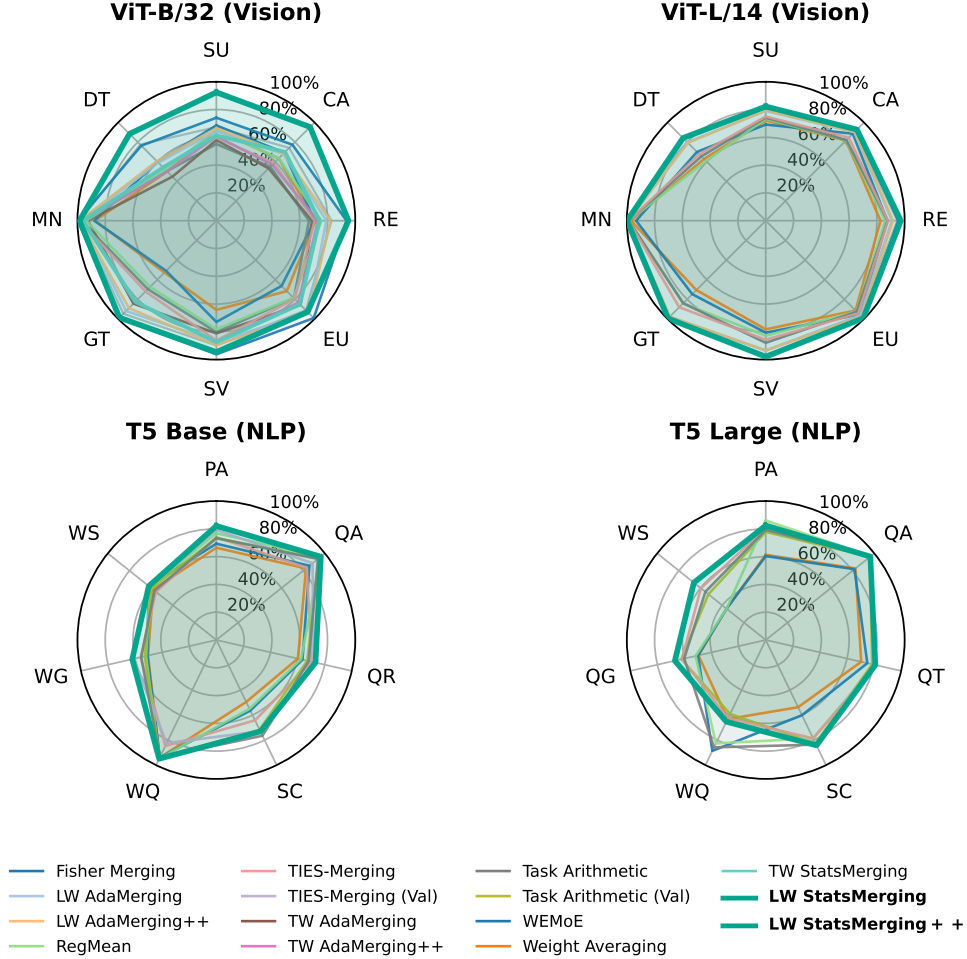 ViT-B/32 (Vision)
ViT-L/14 (Vision)
SU
SU
100%
100%
DT
CA
DT
CA
80%
80%
60%
60%
40%
40%
20%
20%
MN
RE
MN
RE
GT
EU
GT
EU
SV
SV
T5 Base (NLP)
T5 Large (NLP)
PA
PA
100%
100%
WS
QA
WS
QA
80%
80%
60%
60%
40%
40%
20%
20%
WG
QR
QG
QT
WQ
SC
WQ
SC
Fisher Merging
TIES-Merging
Task Arithmetic
TW StatsMerging
LW AdaMerging
TIES-Merging (Val)
Task Arithmetic (Val)
LW StatsMerging
LW AdaMerging++
TW AdaMerging
WEMoE
LW StatsMerging++
RegMean
TW AdaMerging++
Weight Averaging